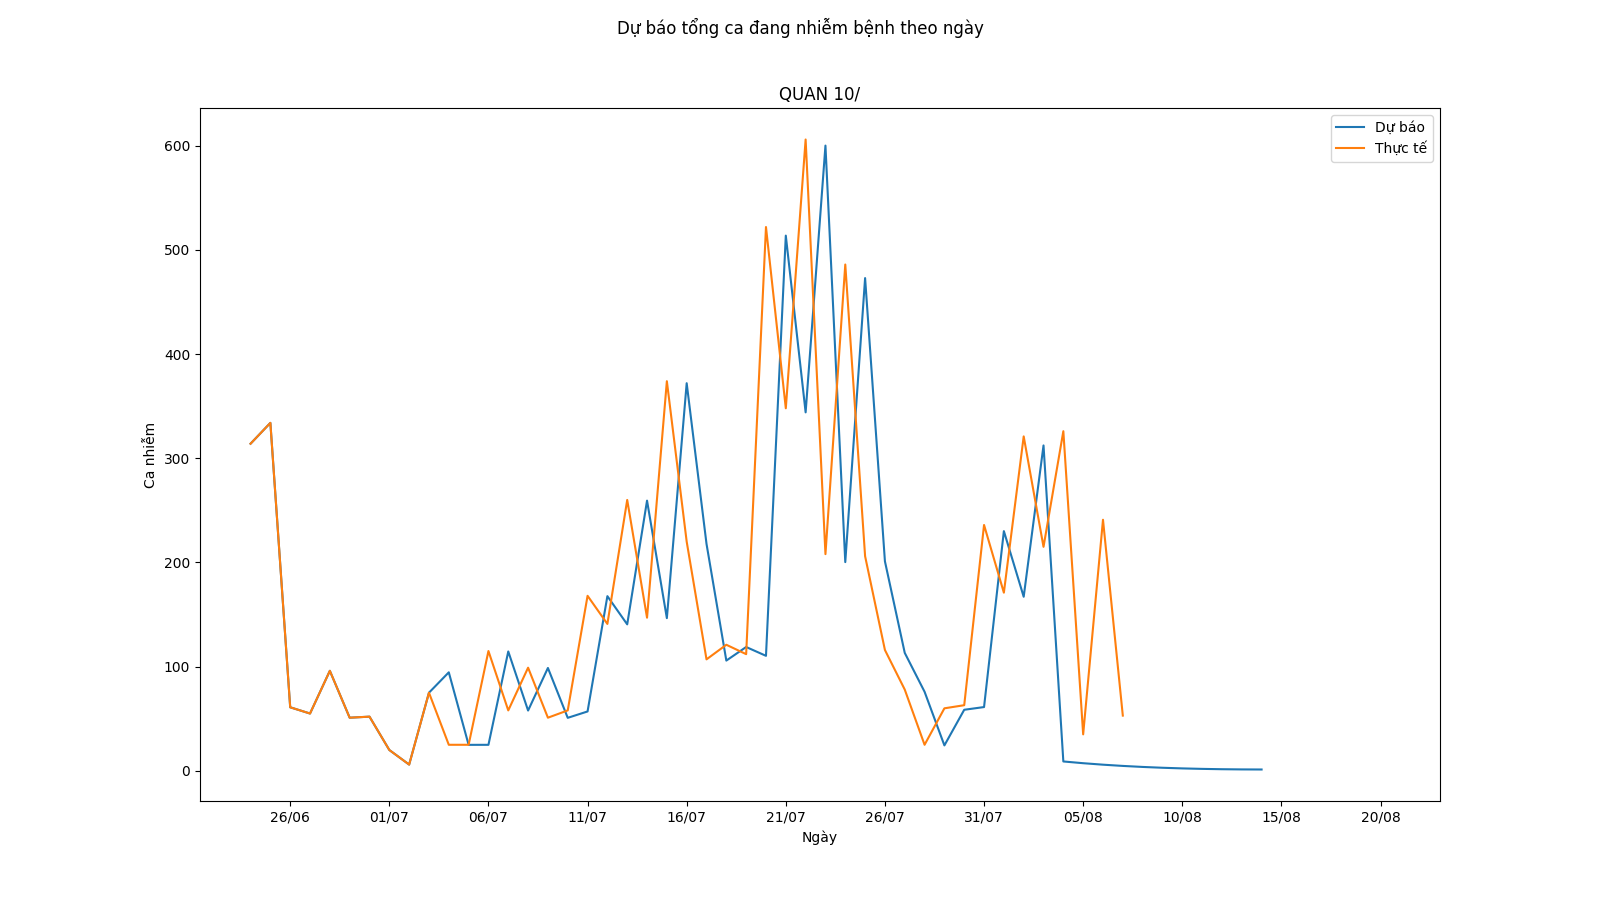 Dự báo tổng ca đang nhiễm bệnh theo ngày
QUAN 10/
Dự báo
Thực tế
600
500
400
300
200
100
0
Ca nhiễm
26/06 01/07 06/07 11/07 16/07 21/07 26/07 31/07 05/08 10/08 15/08 20/08
Ngày